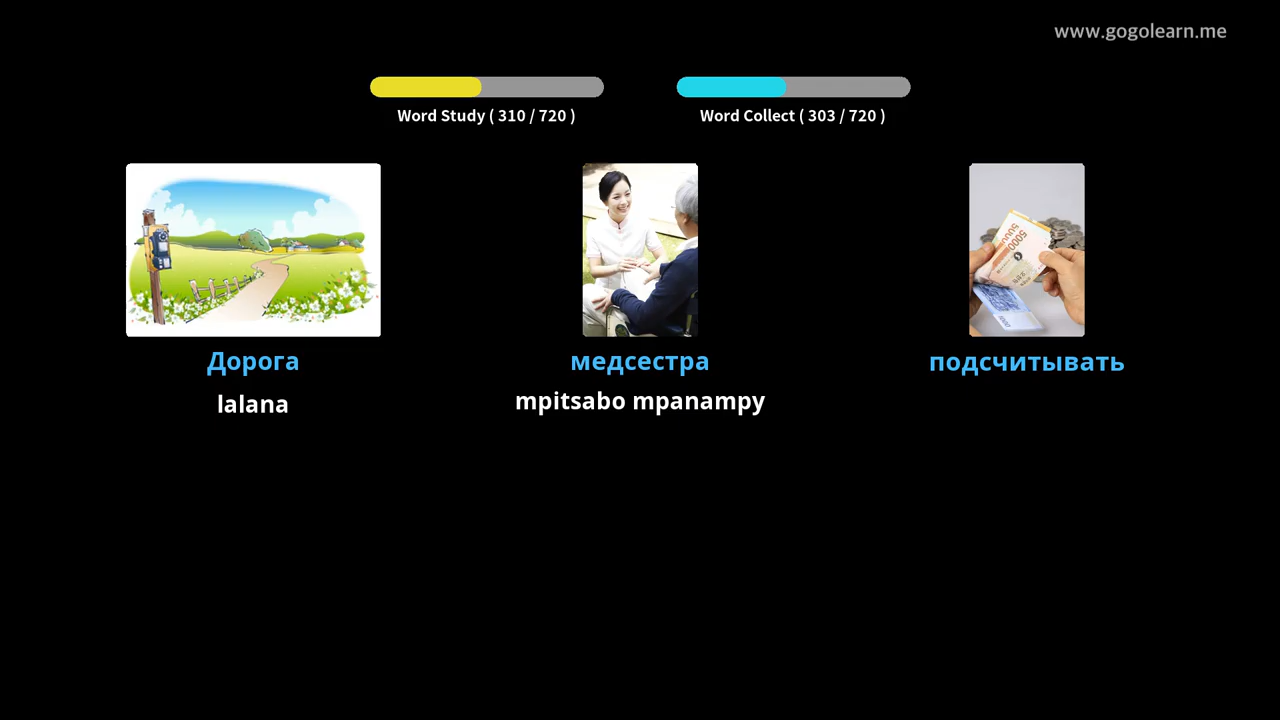 www.gogolearn.me
Word Study ( 310 / 720 )
Word Collect ( 303 / 720 )
Дорога
lalana
медсестра
mpitsabo mpanampy
подсчитывать